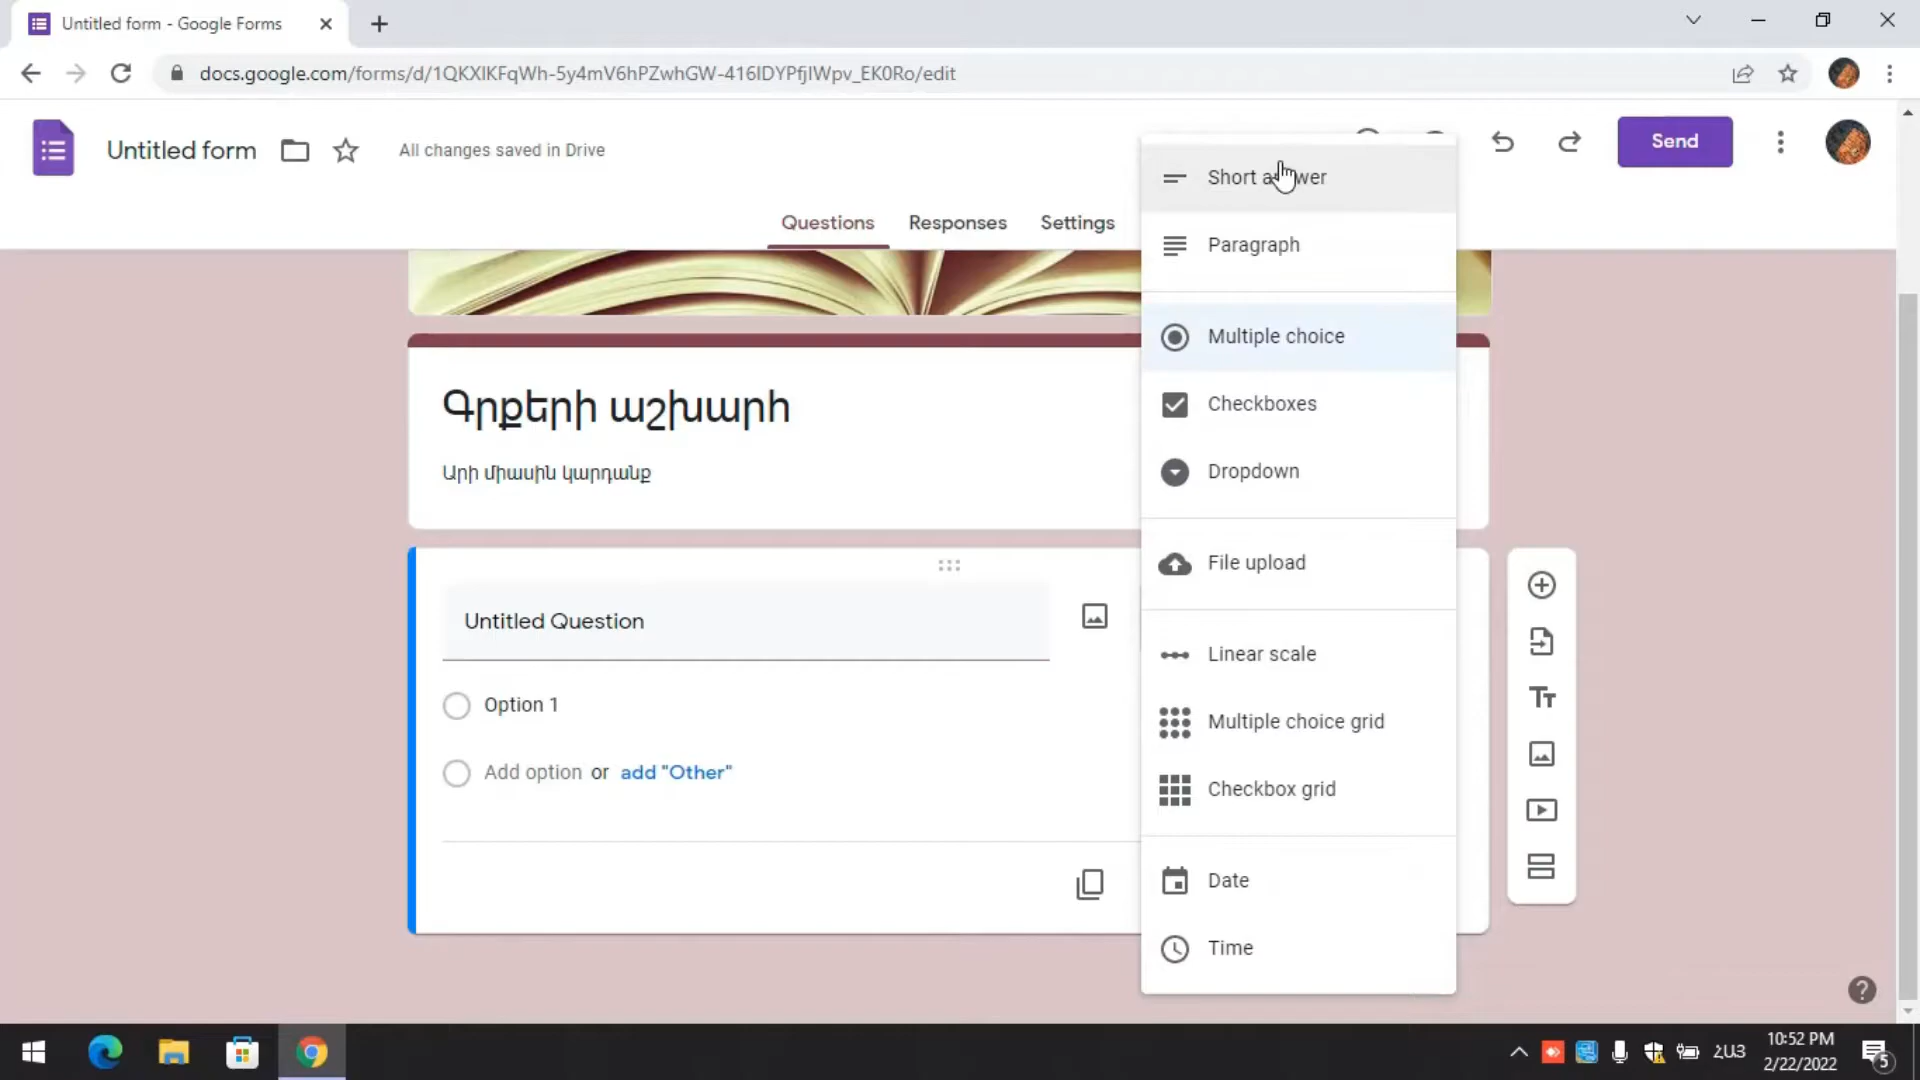 Untitled form - Google Forms
docs.google.com/forms/d/1QKXlKFqWh-5y4mV6hPZwhGW-416IDYPfjIWpv_EK0Ro/edit
Untitled form
All changes saved in Drive
Send
Questions
Responses
Settings
Գրքերի աշխարհ
Արի միասին կարդանք
Untitled Question
Option 1
Add option or add "Other"
Short answer
Paragraph
Multiple choice
Checkboxes
Dropdown
File upload
Linear scale
Multiple choice grid
Checkbox grid
Date
Time
Tт
ՀԱՅ
10:52 PM
2/22/2022
5